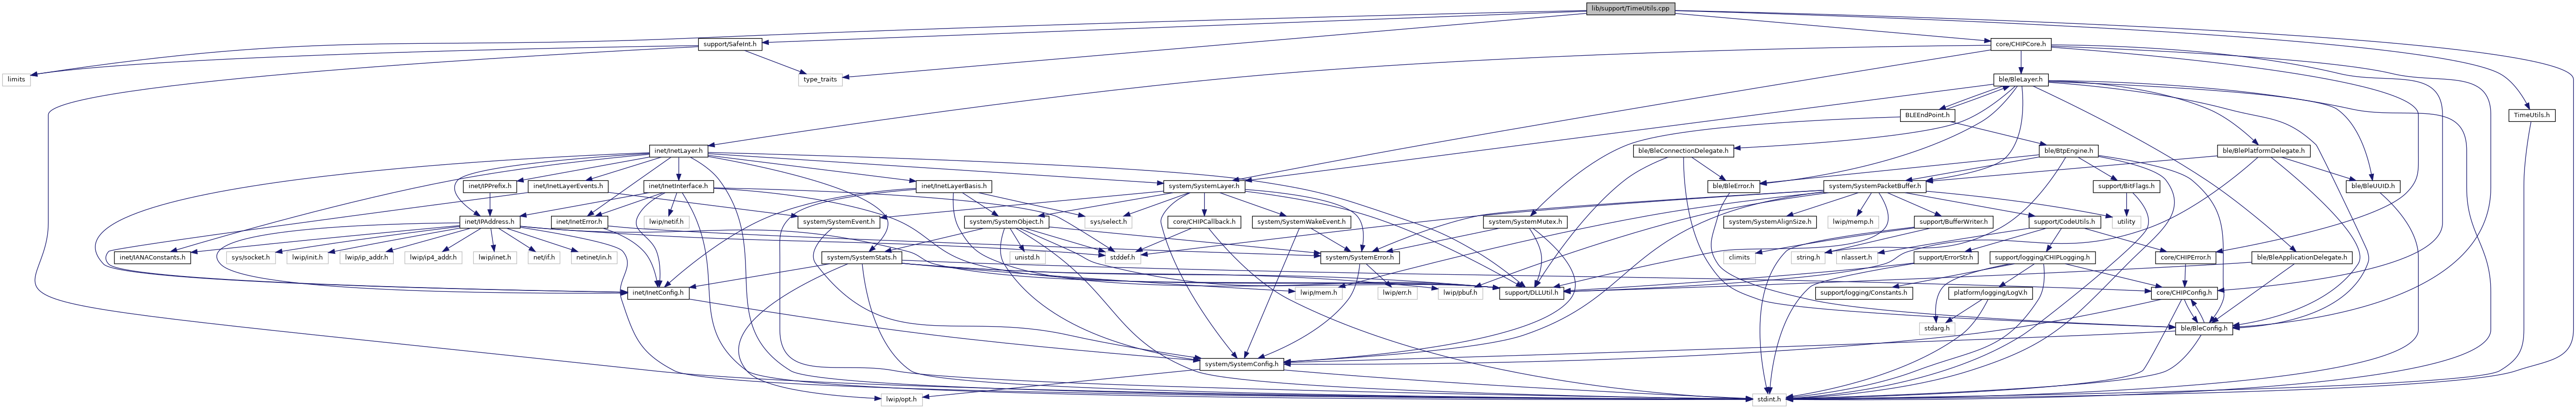 lib/support/TimeUtils.cpp
support/SafeInt.h
core/CHIPCore.h
limits
type_traits
ble/BleLayer.h
BLEEndPoint.h
TimeUtils.h
inet/InetLayer.h
ble/BleConnectionDelegate.h
ble/BtpEngine.h
ble/BlePlatformDelegate.h
inet/IPPrefix.h
inet/InetLayerEvents.h
inet/InetInterface.h
inet/InetLayerBasis.h
system/SystemLayer.h
ble/BleError.h
system/SystemPacketBuffer.h
support/BitFlags.h
ble/BleUUID.h
inet/IPAddress.h
inet/InetError.h
lwip/netif.h
sys/select.h
system/SystemEvent.h
system/SystemObject.h
core/CHIPCallback.h
system/SystemWakeEvent.h
system/SystemMutex.h
system/SystemAlignSize.h
lwip/memp.h
support/BufferWriter.h
support/CodeUtils.h
utility
inet/IANAConstants.h
sys/socket.h
lwip/init.h
lwip/ip_addr.h
lwip/ip4_addr.h
lwip/inet.h
net/if.h
netinet/in.h
system/SystemStats.h
unistd.h
stddef.h
system/SystemError.h
climits
string.h
nlassert.h
support/ErrorStr.h
support/logging/CHIPLogging.h
core/CHIPError.h
ble/BleApplicationDelegate.h
inet/InetConfig.h
lwip/mem.h
lwip/err.h
lwip/pbuf.h
support/DLLUtil.h
support/logging/Constants.h
platform/logging/LogV.h
core/CHIPConfig.h
stdarg.h
ble/BleConfig.h
system/SystemConfig.h
lwip/opt.h
stdint.h